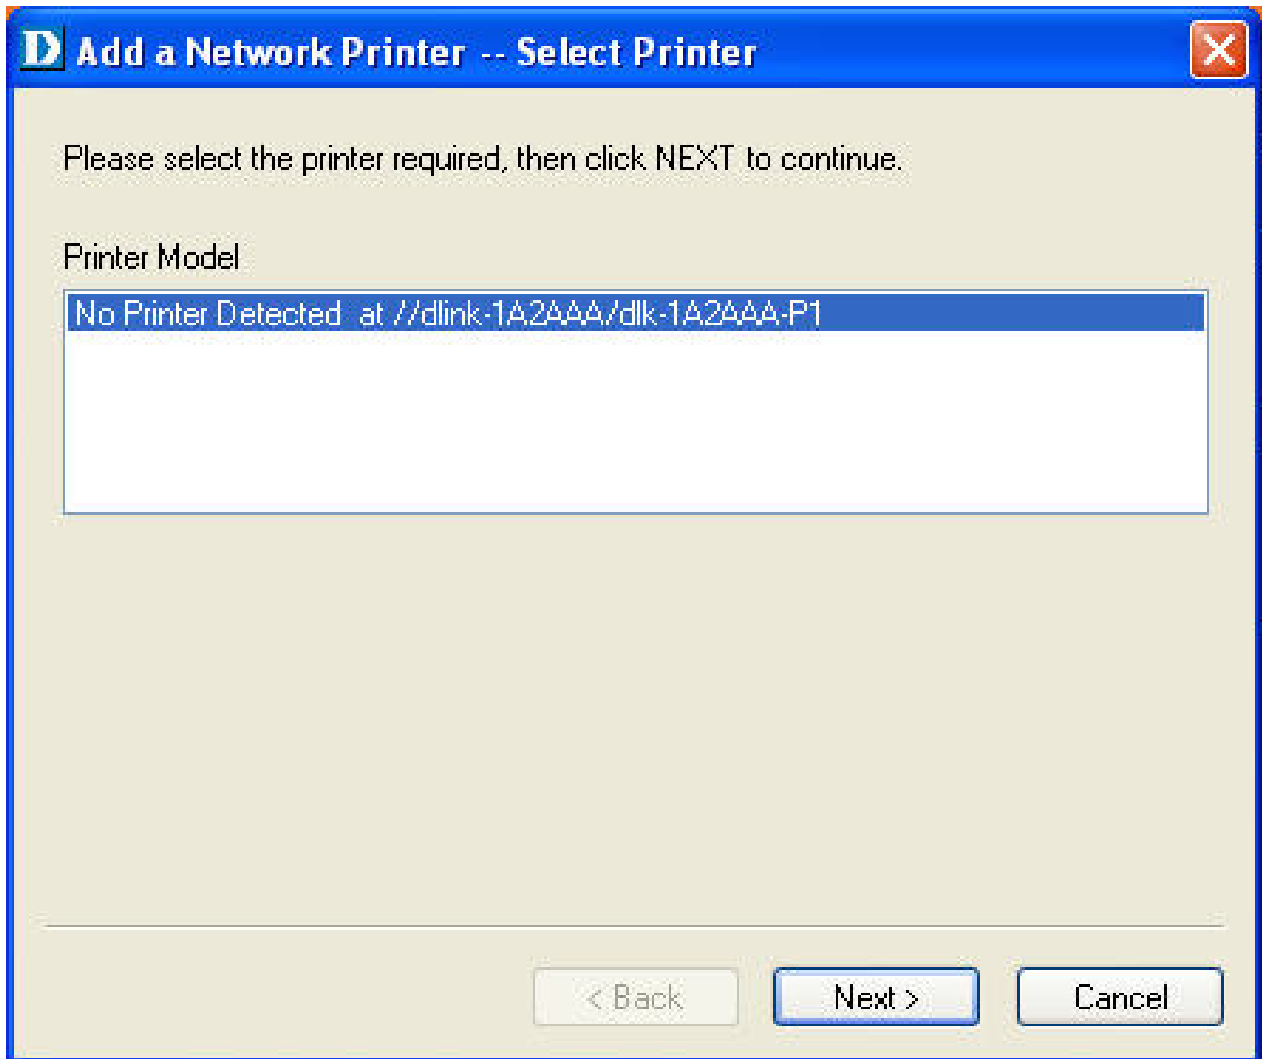 D Add a Network Printer -- Select Printer
Please select the printer required, then click NEXT to continue.
Printer Model
No Printer Detected  at //dlink-1A2AAA/dlk-1A2AAA-P1
< Back Next > Cancel